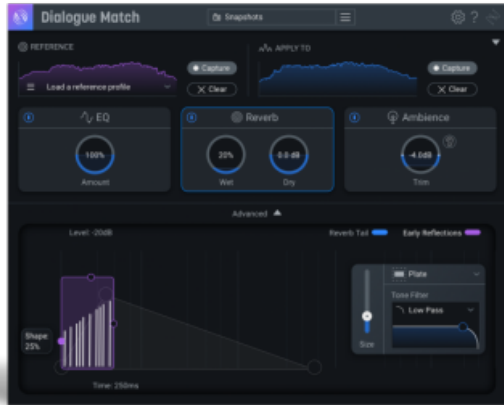 Dialogue Match
Snapshots
?
REFERENCE
APPLY TO
Capture
Capture
Load a reference profile
Clear
Clear
EQ
Reverb
Ambience
100%
20%
0.0 dB
-4.0dB
Amount
Wet
Dry
Trim
Advanced
Level: -20dB
Reverb Tail
Early Reflections
Plate
Tone Filter
Low Pass
Shape:
25%
Size
Time: 250ms